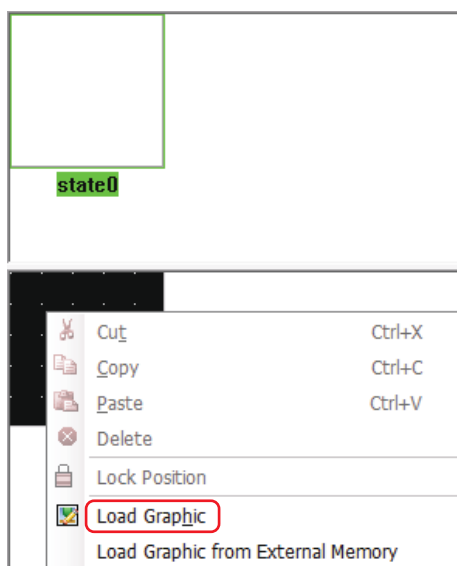 state0
Cut Ctrl+X
Copy Ctrl+C
Paste Ctrl+V
Delete
Lock Position
Load Graphic
Load Graphic from External Memory